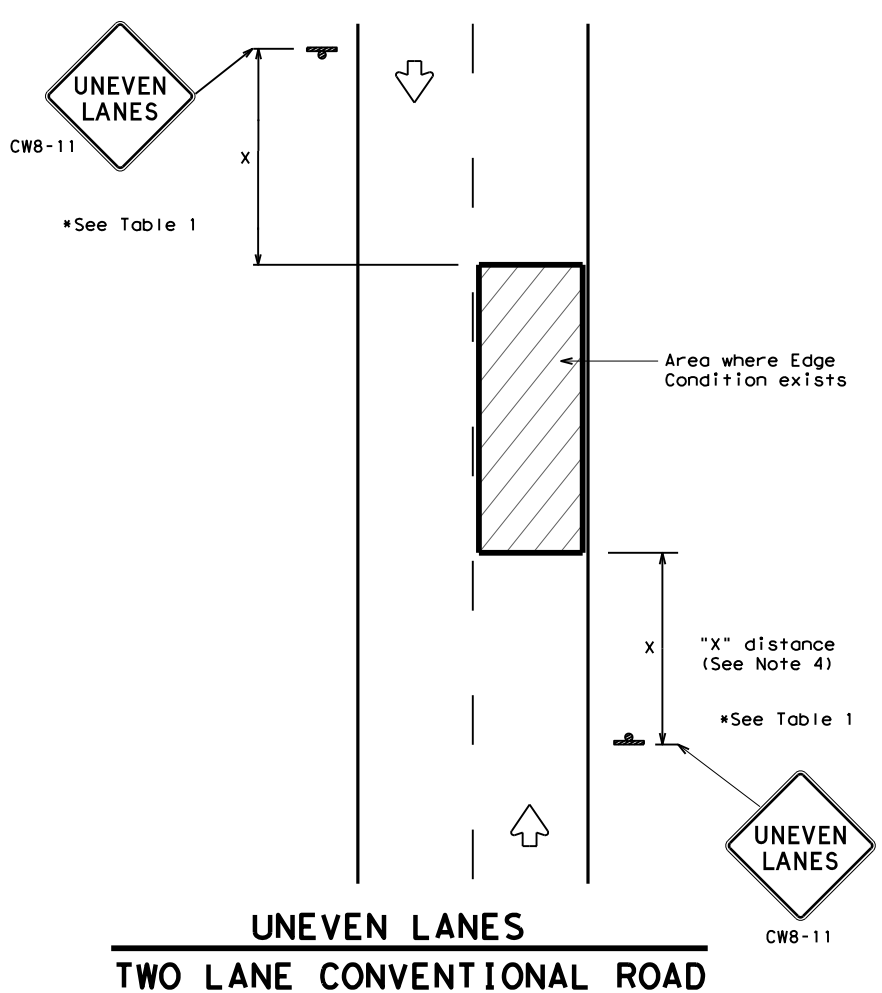 UNEVEN
LANES
CW8-11
X
*See Table 1
Area where Edge
Condition exists
X
"X" distance
(See Note 4)
*See Table 1
UNEVEN
LANES
CW8-11
UNEVEN LANES
TWO LANE CONVENTIONAL ROAD